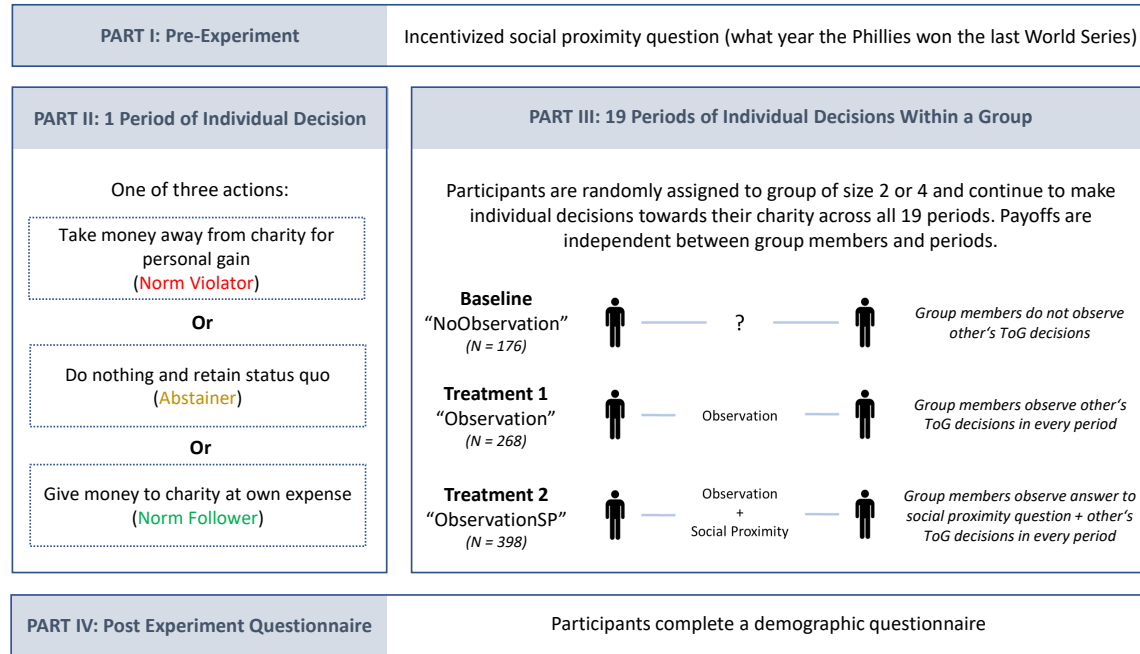 PART I: Pre-Experiment
Incentivized social proximity question (what year the Phillies won the last World Series)
PART II: 1 Period of Individual Decision
One of three actions:
Take money away from charity for
personal gain
(Norm Violator)
Or
Do nothing and retain status quo
(Abstainer)
Or
Give money to charity at own expense
(Norm Follower)
PART III: 19 Periods of Individual Decisions Within a Group
Participants are randomly assigned to group of size 2 or 4 and continue to make
individual decisions towards their charity across all 19 periods. Payoffs are
independent between group members and periods.
Baseline
"NoObservation"
(N = 176)
?
Group members do not observe
other's ToG decisions
Treatment 1
"Observation"
(N = 268)
Observation
Group members observe other's
ToG decisions in every period
Treatment 2
"ObservationSP"
(N = 398)
Observation
+
Social Proximity
Group members observe answer to
social proximity question + other's
ToG decisions in every period
PART IV: Post Experiment Questionnaire
Participants complete a demographic questionnaire